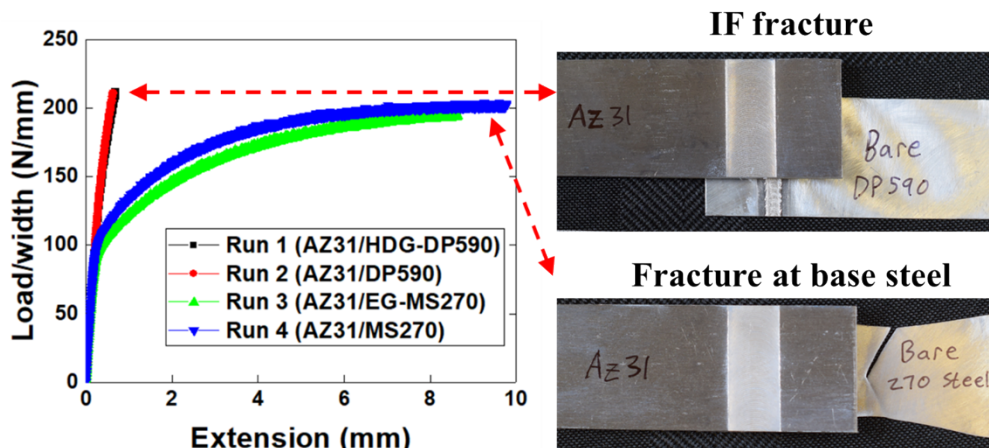 Load/width (N/mm)
250
200
150
100
50
0
Run 1 (AZ31/HDG-DP590)
Run 2 (AZ31/DP590)
Run 3 (AZ31/EG-MS270)
Run 4 (AZ31/MS270)
0 2 4 6 8 10
Extension (mm)
IF fracture
AZ31
Bare
DP590
Fracture at base steel
AZ31
Bare
270 Steel